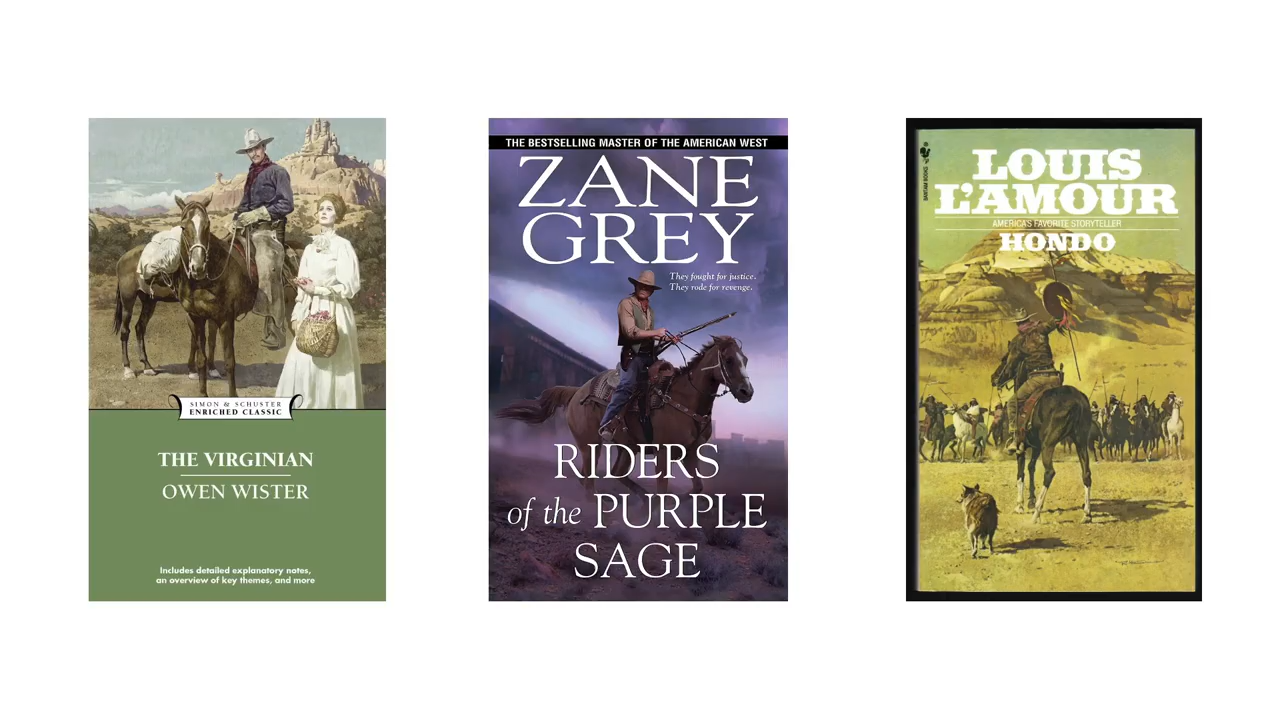 SIMON & SCHUSTER
ENRICHED CLASSIC
THE VIRGINIAN
OWEN WISTER
Includes detailed explanatory notes,
an overview of key themes, and more
THE BESTSELLING MASTER OF THE AMERICAN WEST
ZANE
GREY
They fought for justice.
They rode for revenge.
RIDERS
of the PURPLE
SAGE
LOUIS
L'AMOUR
AMERICA'S FAVORITE STORYTELLER
HONDO